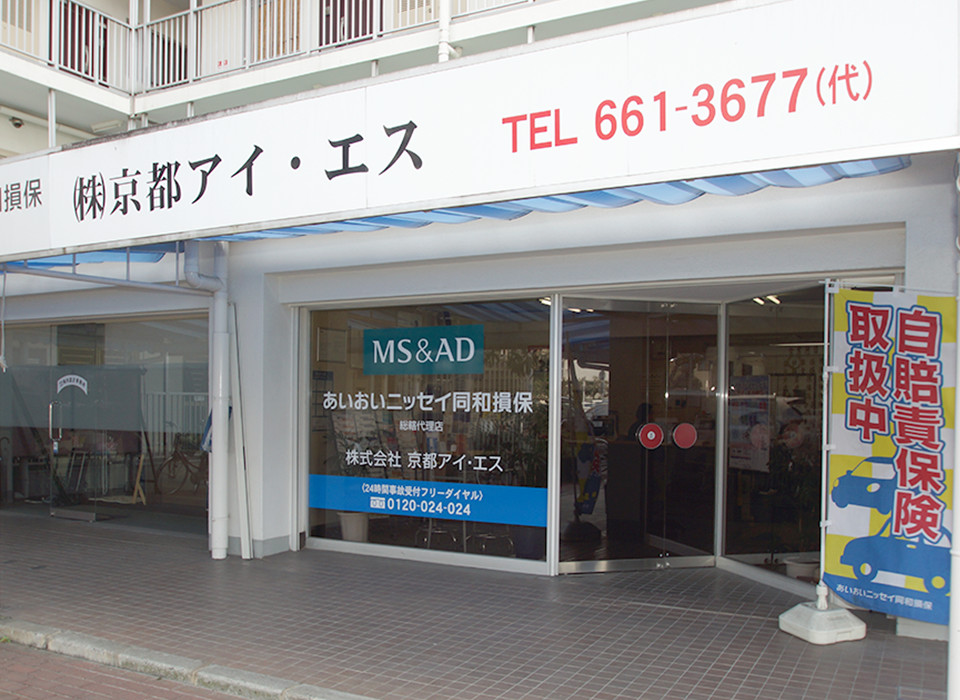 損保
㈱京都アイ・エス
TEL 661-3677(代)
MS&AD
あいおいニッセイ同和損保
総轄代理店
株式会社 京都アイ・エス
(24時間事故受付フリーダイヤル)
0120-024-024
自賠責保険
取扱中
あいおいニッセイ同和損保